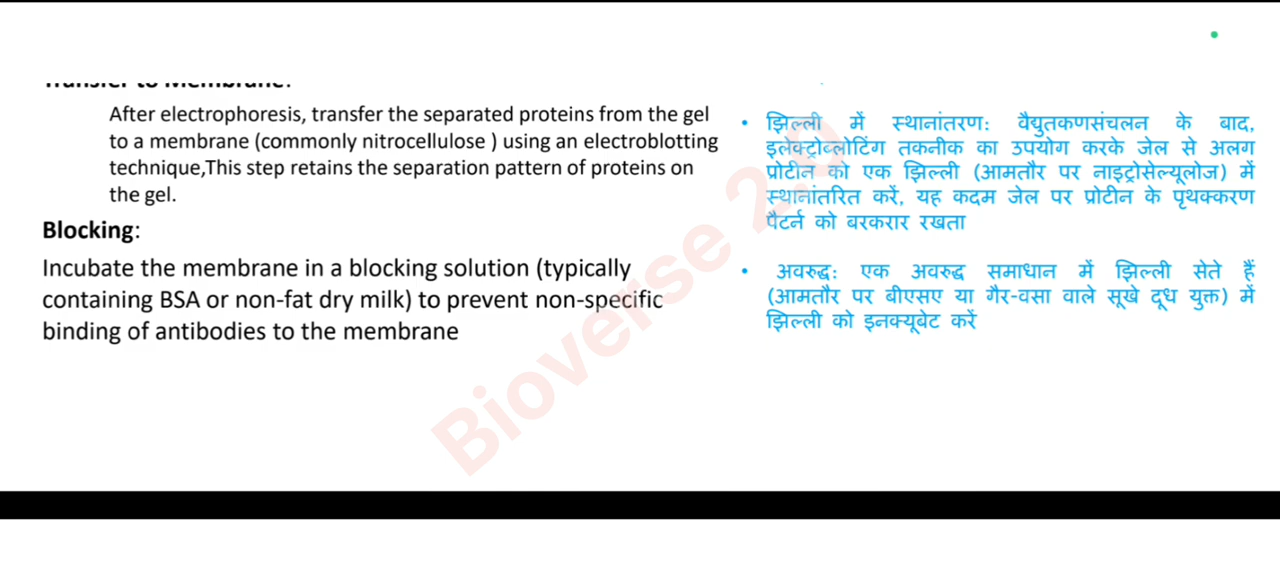 After electrophoresis, transfer the separated proteins from the gel
to a membrane (commonly nitrocellulose ) using an electroblotting
technique,This step retains the separation pattern of proteins on
the gel.
Blocking:
Incubate the membrane in a blocking solution (typically
containing BSA or non-fat dry milk) to prevent non-specific
binding of antibodies to the membrane
• झिल्ली में स्थानांतरण: वैद्युतकणसंचलन के बाद,
इलेक्ट्रोब्लोटिंग तकनीक का उपयोग करके जेल से अलग
प्रोटीन को एक झिल्ली (आमतौर पर नाइट्रोसेल्यूलोज) में
स्थानांतरित करें, यह कदम जेल पर प्रोटीन के पृथक्करण
पैटर्न को बरकरार रखता
• अवरुद्ध: एक अवरुद्ध समाधान में झिल्ली सेते हैं
(आमतौर पर बीएसए या गैर-वसा वाले सूखे दूध युक्त) में
झिल्ली को इनक्यूबेट करें
Bioverse 2.0